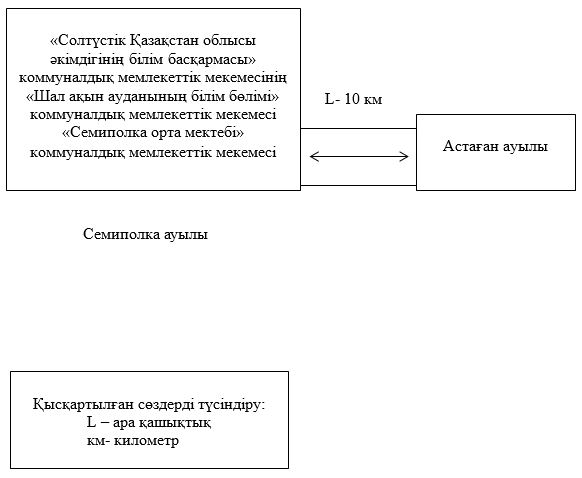 «Солтүстік Қазақстан облысы
әкімдігінің білім басқармасы»
коммуналдық мемлекеттік мекемесінің
«Шал ақын ауданының білім бөлімі»
коммуналдық мемлекеттік мекемесі
«Семиполка орта мектебі»
коммуналдық мемлекеттік мекемесі
L- 10 км
Астаған ауылы
Семиполка ауылы
Қысқартылған сөздерді түсіндіру:
L – ара қашықтық
км- километр